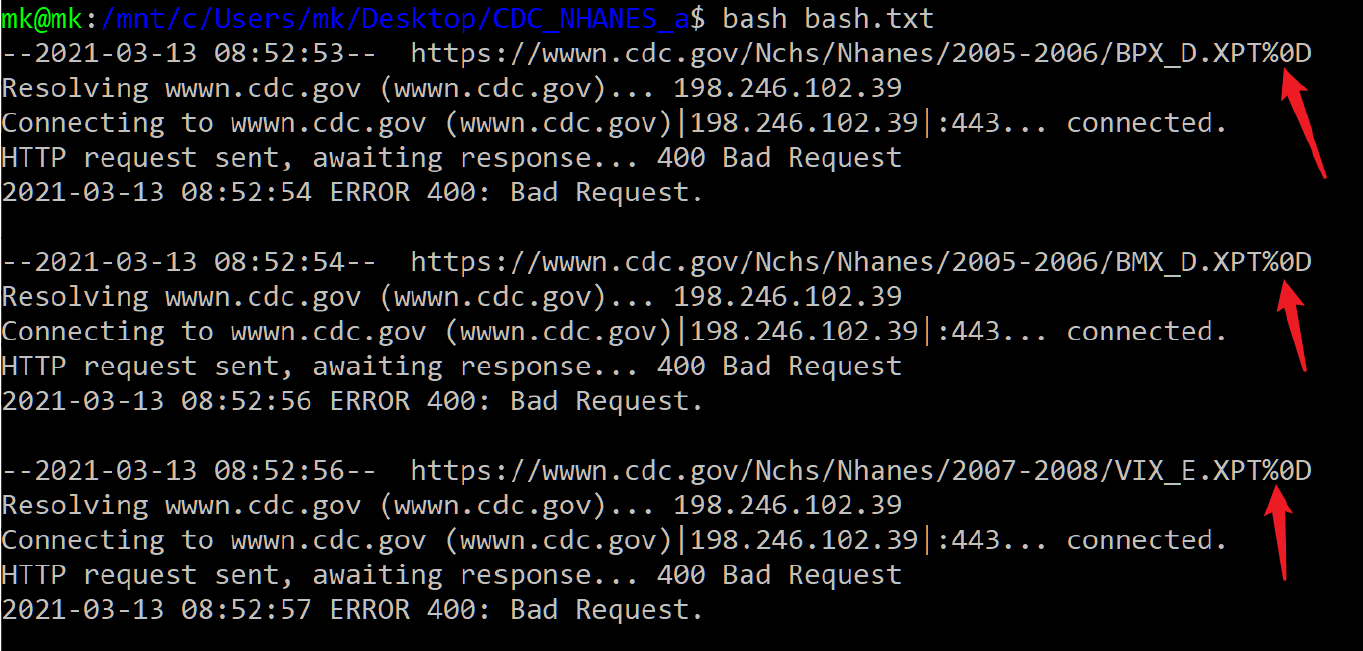 mk@mk:/mnt/c/Users/mk/Desktop/CDC_NHANES_a$ bash bash.txt
--2021-03-13 08:52:53--  https://wwwn.cdc.gov/Nchs/Nhanes/2005-2006/BPX_D.XPT%0D
Resolving wwwn.cdc.gov (wwwn.cdc.gov)... 198.246.102.39
Connecting to wwwn.cdc.gov (wwwn.cdc.gov)|198.246.102.39|:443... connected.
HTTP request sent, awaiting response... 400 Bad Request
2021-03-13 08:52:54 ERROR 400: Bad Request.

--2021-03-13 08:52:54--  https://wwwn.cdc.gov/Nchs/Nhanes/2005-2006/BMX_D.XPT%0D
Resolving wwwn.cdc.gov (wwwn.cdc.gov)... 198.246.102.39
Connecting to wwwn.cdc.gov (wwwn.cdc.gov)|198.246.102.39|:443... connected.
HTTP request sent, awaiting response... 400 Bad Request
2021-03-13 08:52:56 ERROR 400: Bad Request.

--2021-03-13 08:52:56--  https://wwwn.cdc.gov/Nchs/Nhanes/2007-2008/VIX_E.XPT%0D
Resolving wwwn.cdc.gov (wwwn.cdc.gov)... 198.246.102.39
Connecting to wwwn.cdc.gov (wwwn.cdc.gov)|198.246.102.39|:443... connected.
HTTP request sent, awaiting response... 400 Bad Request
2021-03-13 08:52:57 ERROR 400: Bad Request.